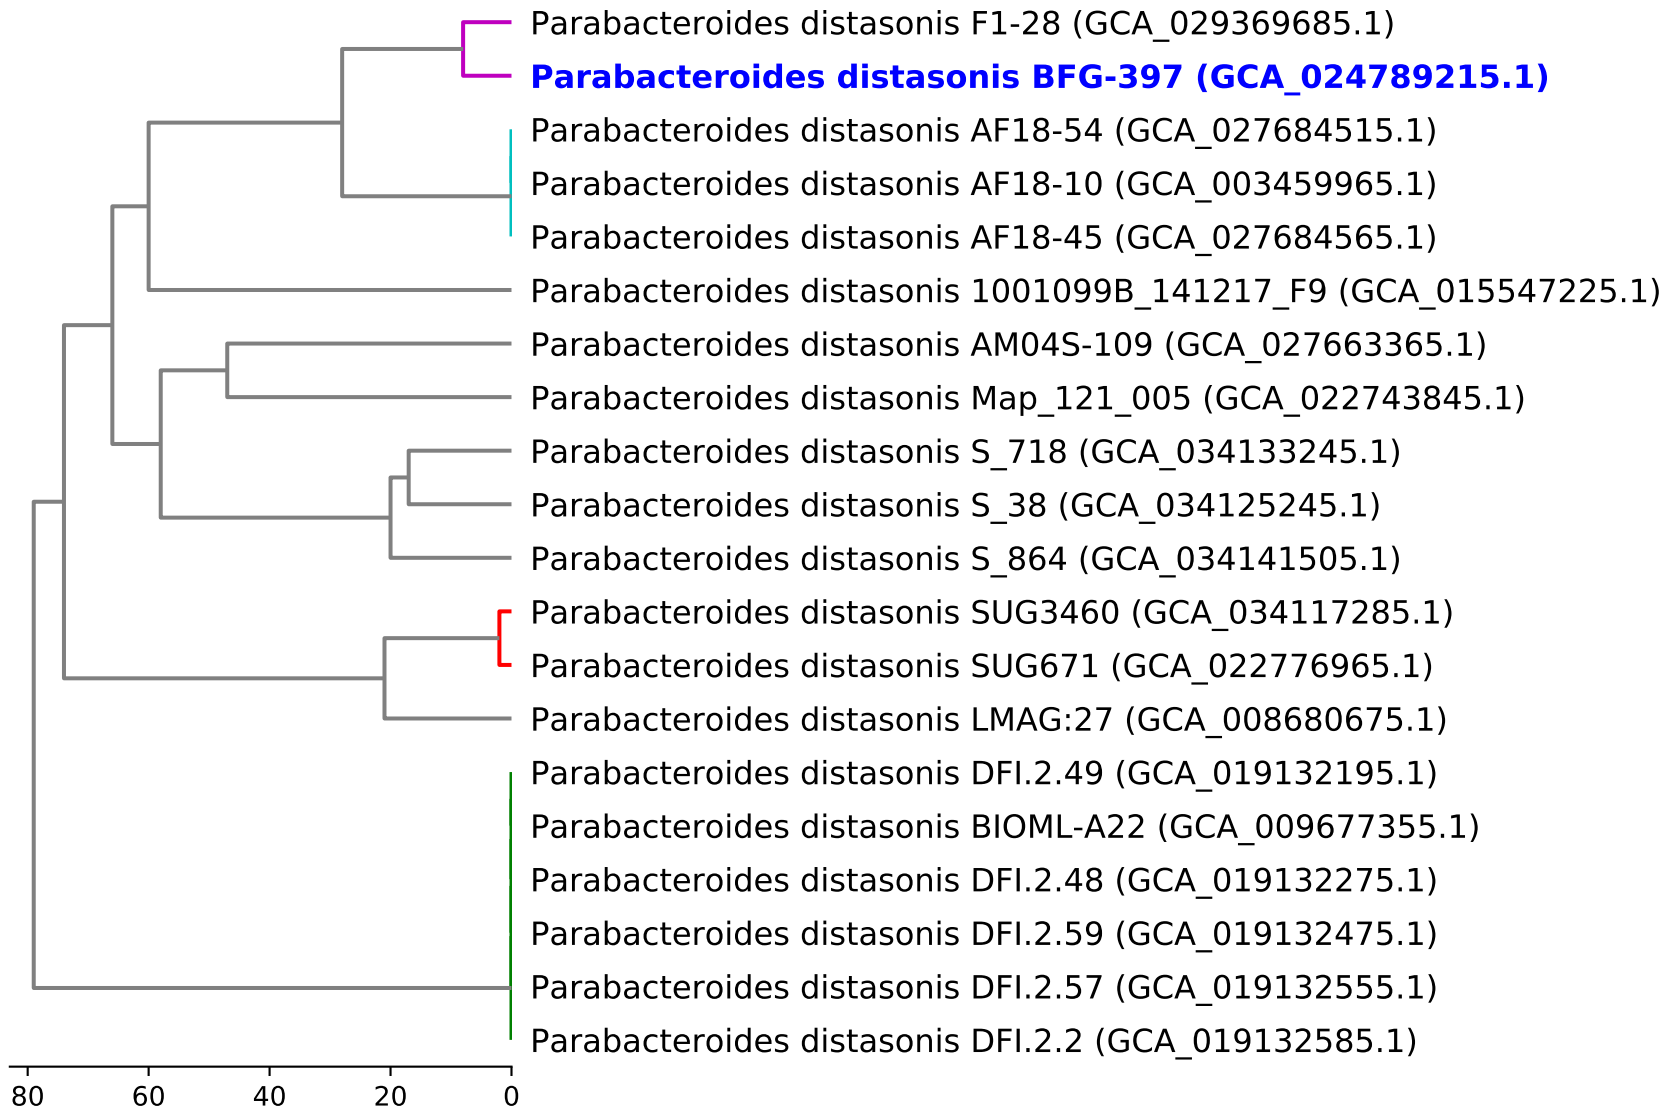 Parabacteroides distasonis F1-28 (GCA_029369685.1)
Parabacteroides distasonis BFG-397 (GCA_024789215.1)
Parabacteroides distasonis AF18-54 (GCA_027684515.1)
Parabacteroides distasonis AF18-10 (GCA_003459965.1)
Parabacteroides distasonis AF18-45 (GCA_027684565.1)
Parabacteroides distasonis 1001099B_141217_F9 (GCA_015547225.1)
Parabacteroides distasonis AM04S-109 (GCA_027663365.1)
Parabacteroides distasonis Map_121_005 (GCA_022743845.1)
Parabacteroides distasonis S_718 (GCA_034133245.1)
Parabacteroides distasonis S_38 (GCA_034125245.1)
Parabacteroides distasonis S_864 (GCA_034141505.1)
Parabacteroides distasonis SUG3460 (GCA_034117285.1)
Parabacteroides distasonis SUG671 (GCA_022776965.1)
Parabacteroides distasonis LMAG:27 (GCA_008680675.1)
Parabacteroides distasonis DFI.2.49 (GCA_019132195.1)
Parabacteroides distasonis BIOML-A22 (GCA_009677355.1)
Parabacteroides distasonis DFI.2.48 (GCA_019132275.1)
Parabacteroides distasonis DFI.2.59 (GCA_019132475.1)
Parabacteroides distasonis DFI.2.57 (GCA_019132555.1)
Parabacteroides distasonis DFI.2.2 (GCA_019132585.1)
80 60 40 20 0